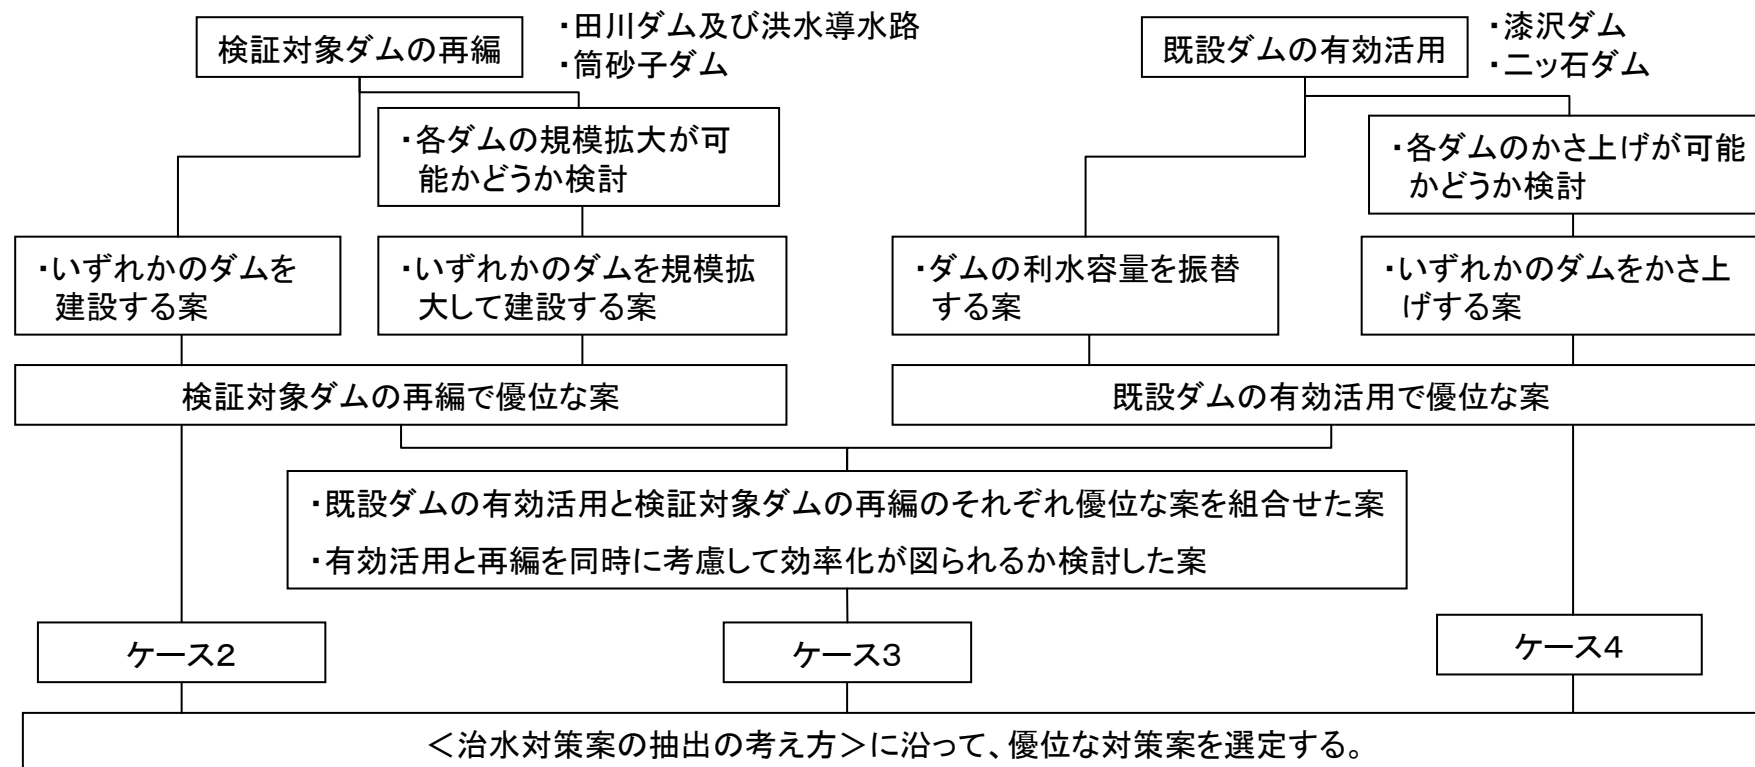 検証対象ダムの再編
・田川ダム及び洪水導水路
・筒砂子ダム
既設ダムの有効活用
・漆沢ダム
・二ッ石ダム
・各ダムの規模拡大が可
能かどうか検討
・各ダムのかさ上げが可能
かどうか検討
・いずれかのダムを
建設する案
・いずれかのダムを規模拡
大して建設する案
・ダムの利水容量を振替
する案
・いずれかのダムをかさ上
げする案
検証対象ダムの再編で優位な案
既設ダムの有効活用で優位な案
・既設ダムの有効活用と検証対象ダムの再編のそれぞれ優位な案を組合せた案
・有効活用と再編を同時に考慮して効率化が図られるか検討した案
ケース2
ケース3
ケース4
＜治水対策案の抽出の考え方＞に沿って、優位な対策案を選定する。